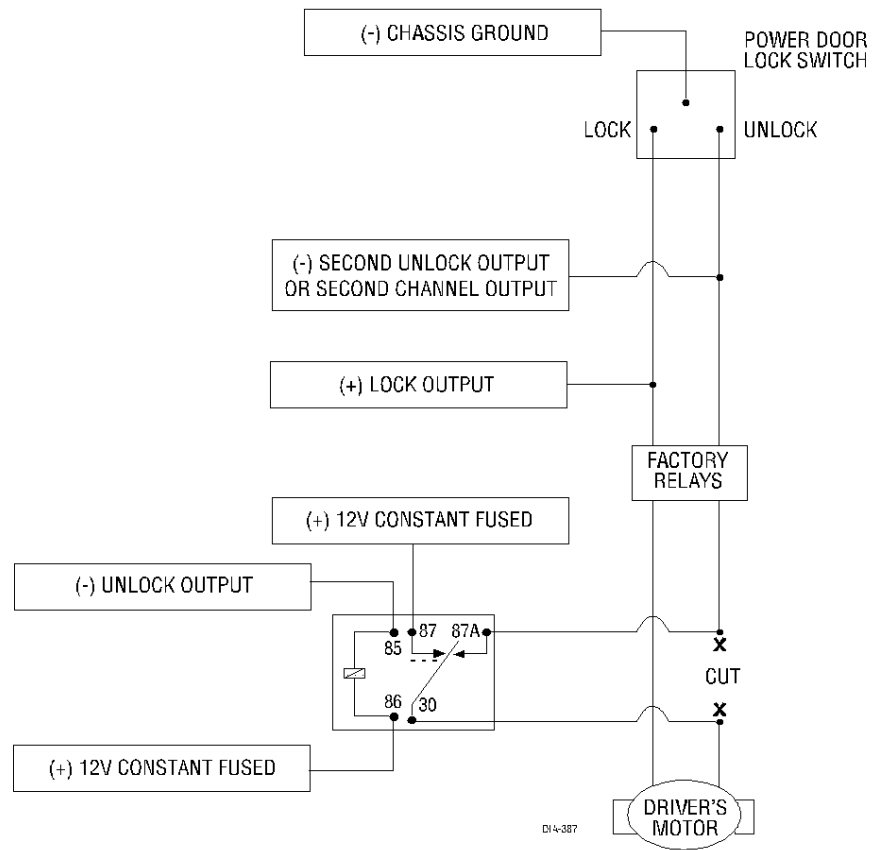 (-) CHASSIS GROUND
POWER DOOR
LOCK SWITCH
LOCK
UNLOCK
(-) SECOND UNLOCK OUTPUT
OR SECOND CHANNEL OUTPUT
(+) LOCK OUTPUT
FACTORY
RELAYS
(+) 12V CONSTANT FUSED
(-) UNLOCK OUTPUT
87
87A
85
X
CUT
86
30
X
(+) 12V CONSTANT FUSED
DRIVER'S
MOTOR
DI4-387